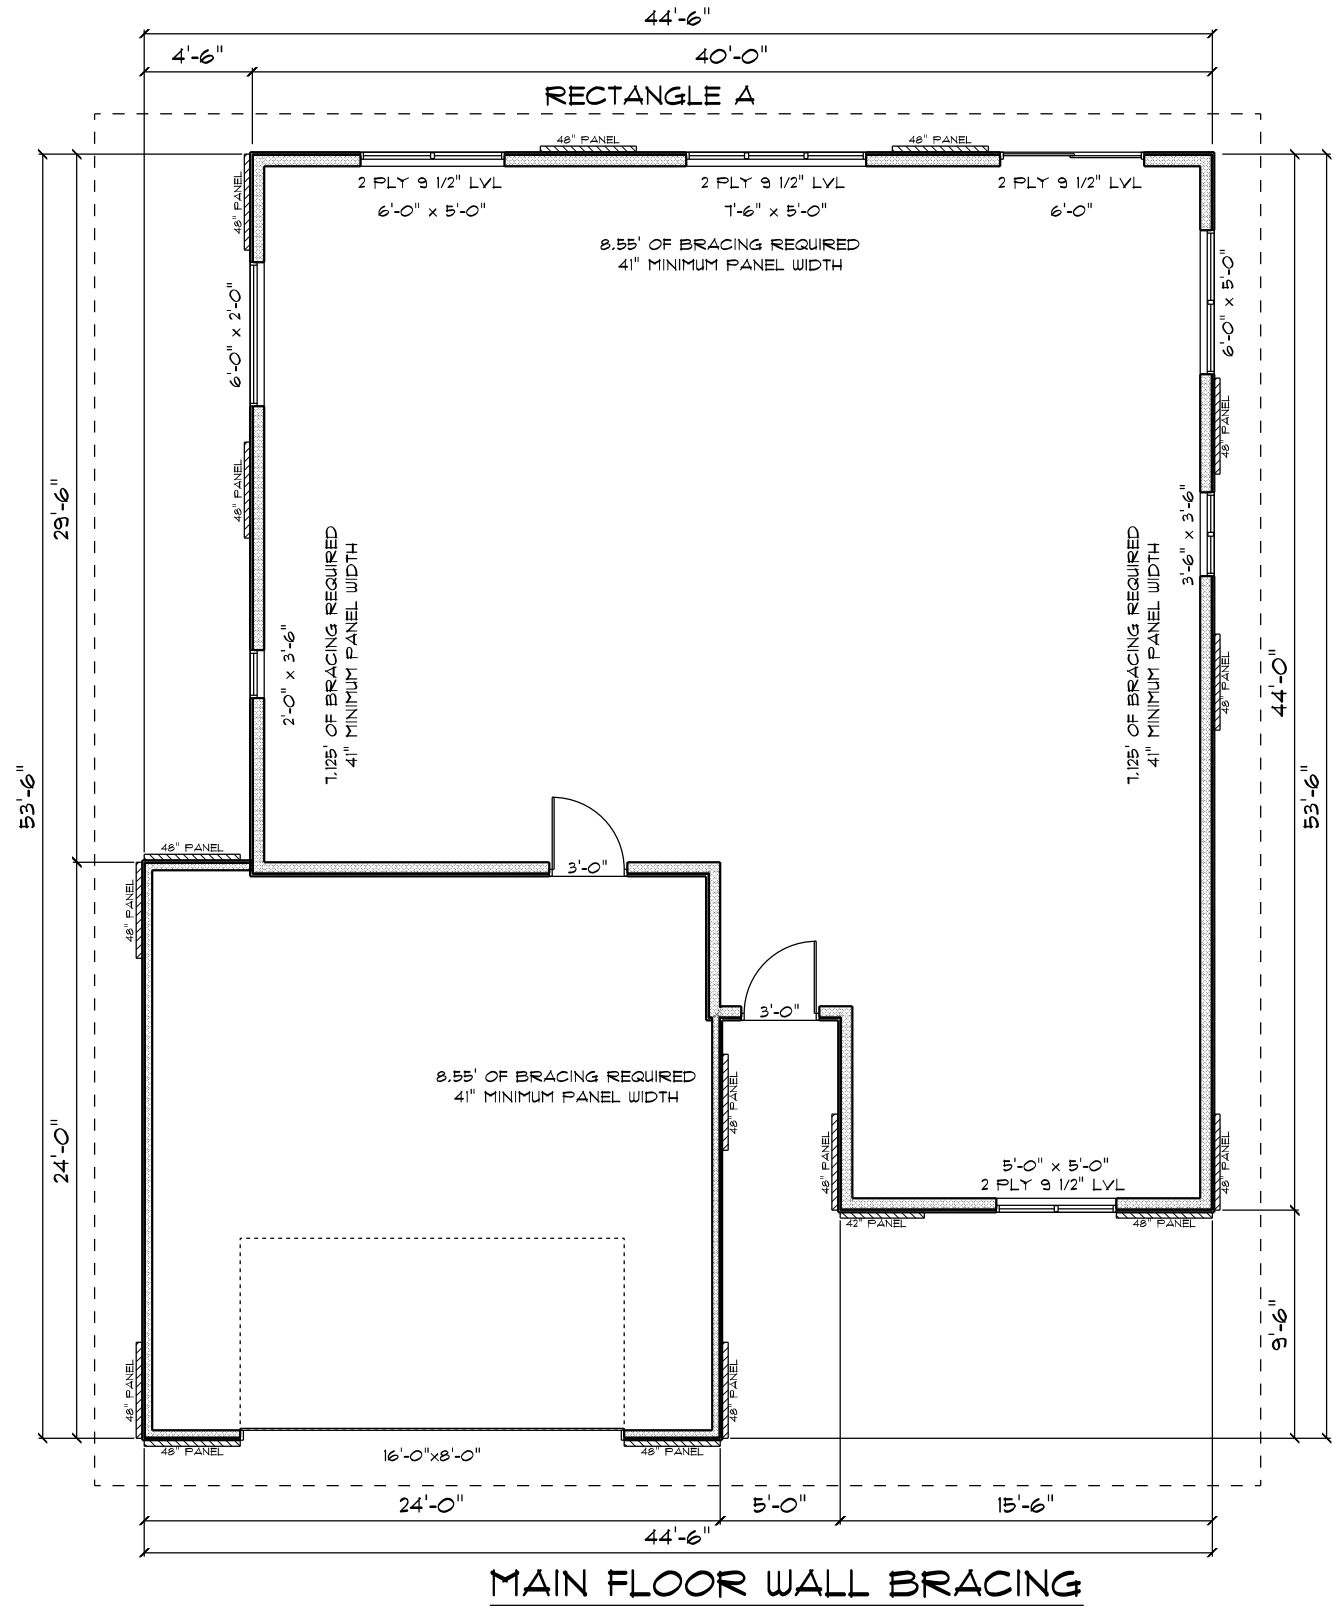 44'-6"
4'-6"
40'-0"
RECTANGLE A
48" PANEL
48" PANEL
2 PLY 9 1/2" LVL
6'-0" x 5'-0"
2 PLY 9 1/2" LVL
7'-6" x 5'-0"
2 PLY 9 1/2" LVL
6'-0"
8.55' OF BRACING REQUIRED
41" MINIMUM PANEL WIDTH
48" PANEL
6'-0" x 2'-0"
48" PANEL
2'-0" x 3'-6"
7.125' OF BRACING REQUIRED
41" MINIMUM PANEL WIDTH
6'-0" x 5'-0"
48" PANEL
3'-6" x 3'-6"
7.125' OF BRACING REQUIRED
41" MINIMUM PANEL WIDTH
48" PANEL
29'-6"
53'-6"
44'-0"
53'-6"
48" PANEL
3'-0"
48" PANEL
3'-0"
8.55' OF BRACING REQUIRED
41" MINIMUM PANEL WIDTH
48" PANEL
24'-0"
48" PANEL
48" PANEL
5'-0" x 5'-0"
2 PLY 9 1/2" LVL
42" PANEL
48" PANEL
9'-6"
48" PANEL
48" PANEL
48" PANEL
16'-0"x8'-0"
48" PANEL
24'-0"
5'-0"
15'-6"
44'-6"
MAIN FLOOR WALL BRACING